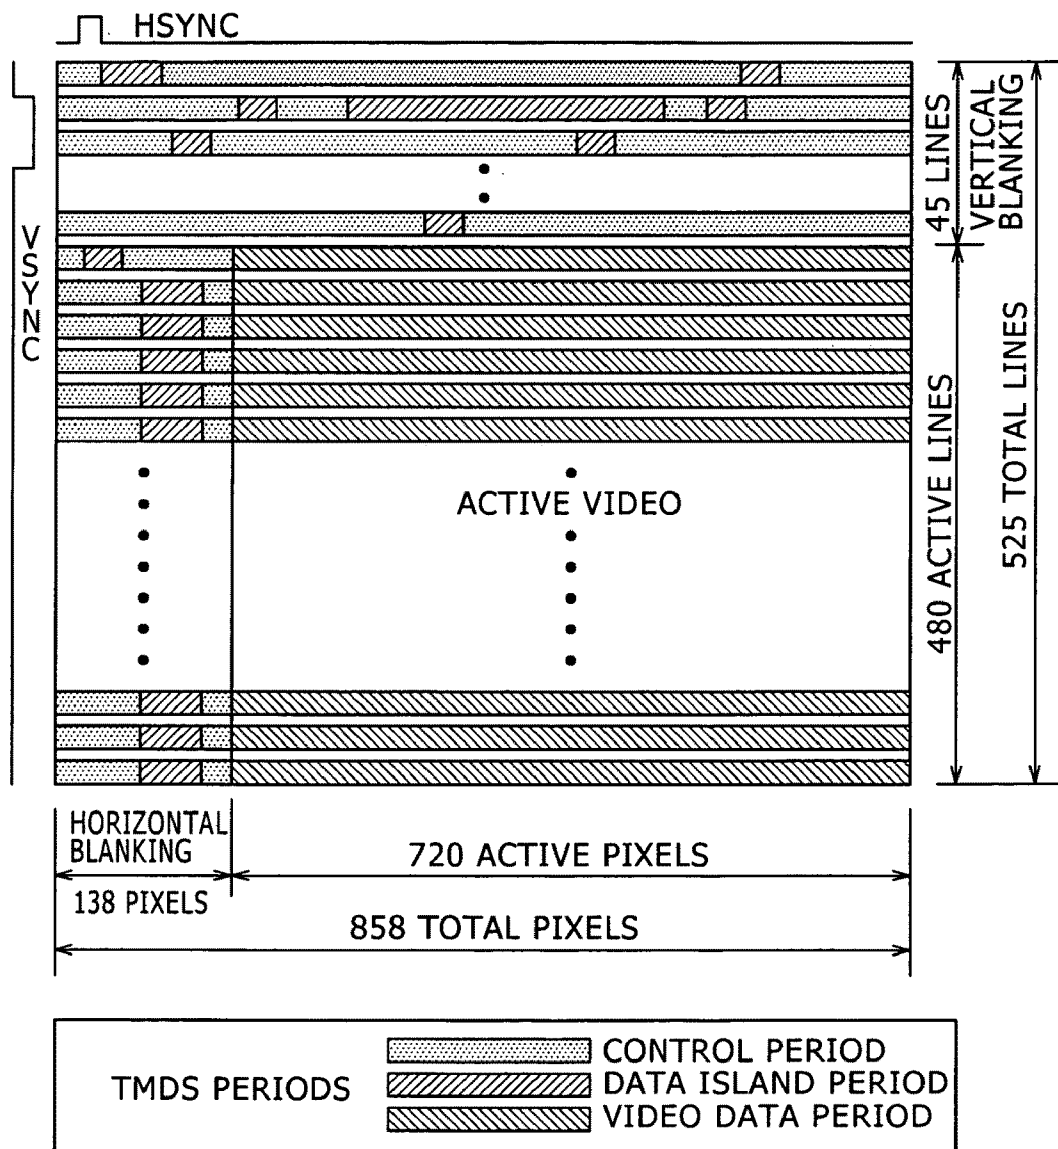 HSYNC
VSYNC
45 LINES
VERTICAL
BLANKING
480 ACTIVE LINES
525 TOTAL LINES
ACTIVE VIDEO
HORIZONTAL
BLANKING
138 PIXELS
720 ACTIVE PIXELS
858 TOTAL PIXELS
TMDS PERIODS
CONTROL PERIOD
DATA ISLAND PERIOD
VIDEO DATA PERIOD